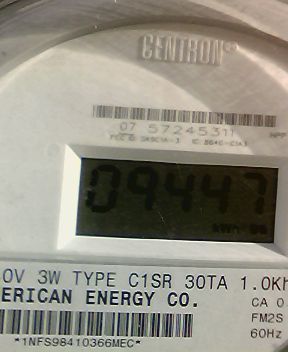 CENTRON®
07 57245311
09447
kWh
0V 3W TYPE C1SR 30TA 1.0Kh
ERICAN ENERGY CO.
CA 0
FM2S
60Hz
*1NFS98410366MEC*